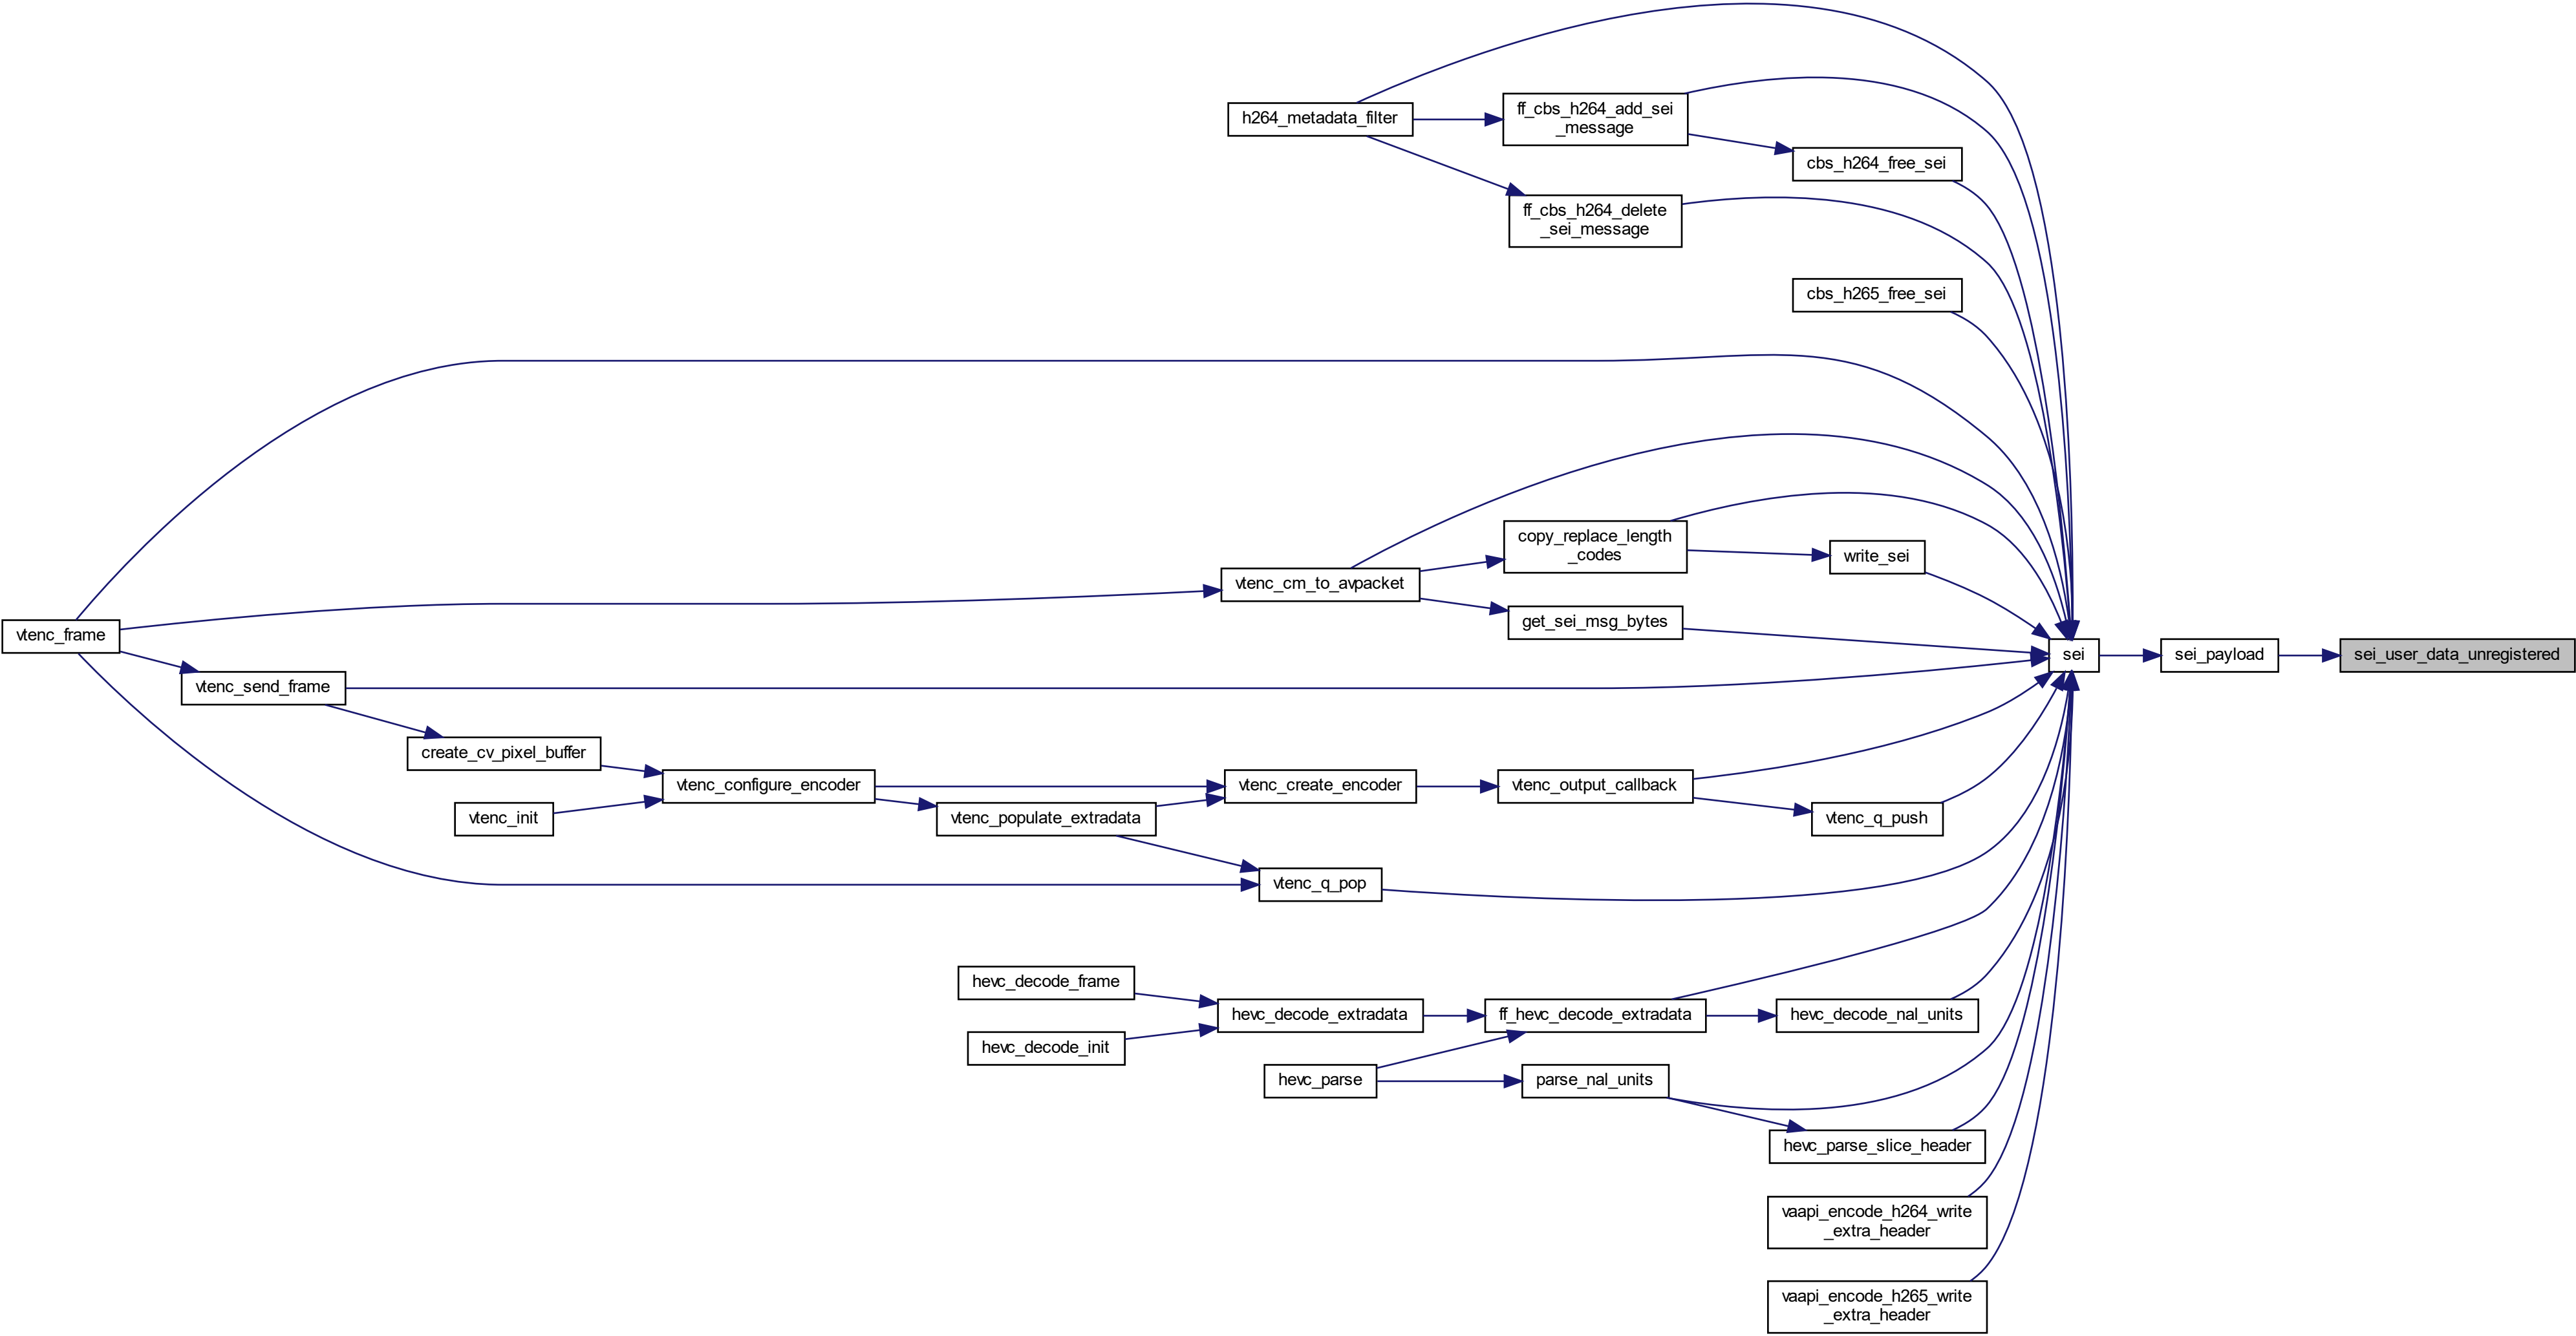 h264_metadata_filter
ff_cbs_h264_add_sei
_message
cbs_h264_free_sei
ff_cbs_h264_delete
_sei_message
cbs_h265_free_sei
copy_replace_length
_codes
write_sei
vtenc_cm_to_avpacket
get_sei_msg_bytes
vtenc_frame
sei
sei_payload
sei_user_data_unregistered
vtenc_send_frame
create_cv_pixel_buffer
vtenc_configure_encoder
vtenc_create_encoder
vtenc_output_callback
vtenc_init
vtenc_populate_extradata
vtenc_q_push
vtenc_q_pop
hevc_decode_frame
hevc_decode_extradata
ff_hevc_decode_extradata
hevc_decode_nal_units
hevc_decode_init
hevc_parse
parse_nal_units
hevc_parse_slice_header
vaapi_encode_h264_write
_extra_header
vaapi_encode_h265_write
_extra_header